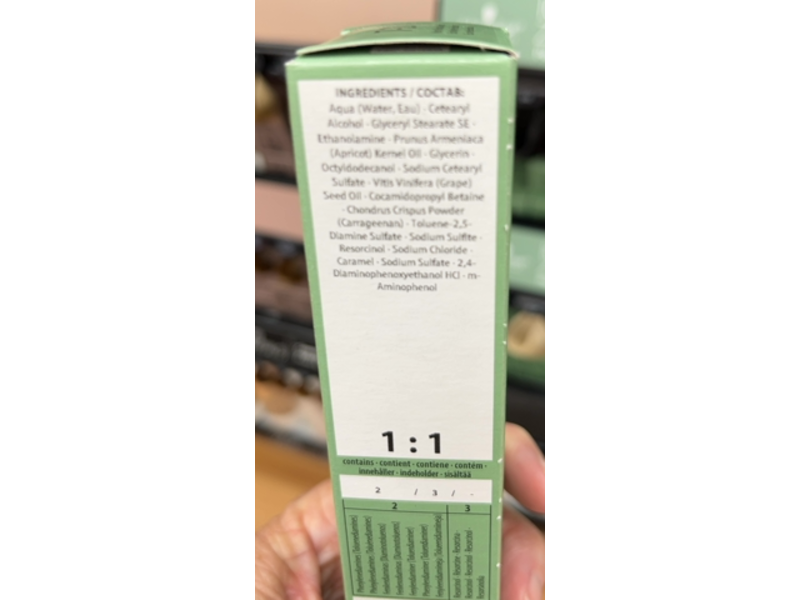 INGREDIENTS / СОСТАВ:
Aqua (Water, Eau) · Cetearyl
Alcohol · Glyceryl Stearate SE ·
Ethanolamine · Prunus Armeniaca
(Apricot) Kernel Oil · Glycerin ·
Octyldodecanol · Sodium Cetearyl
Sulfate · Vitis Vinifera (Grape)
Seed Oil · Cocamidopropyl Betaine
· Chondrus Crispus Powder
(Carrageenan) · Toluene-2,5-
Diamine Sulfate · Sodium Sulfite ·
Resorcinol · Sodium Chloride ·
Caramel · Sodium Sulfate · 2,4-
Diaminophenoxyethanol HCl · m-
Aminophenol
1 : 1
contains · contient · contiene · contém ·
innehåller · indeholder · sisältää
2 / 3 / -
2 3